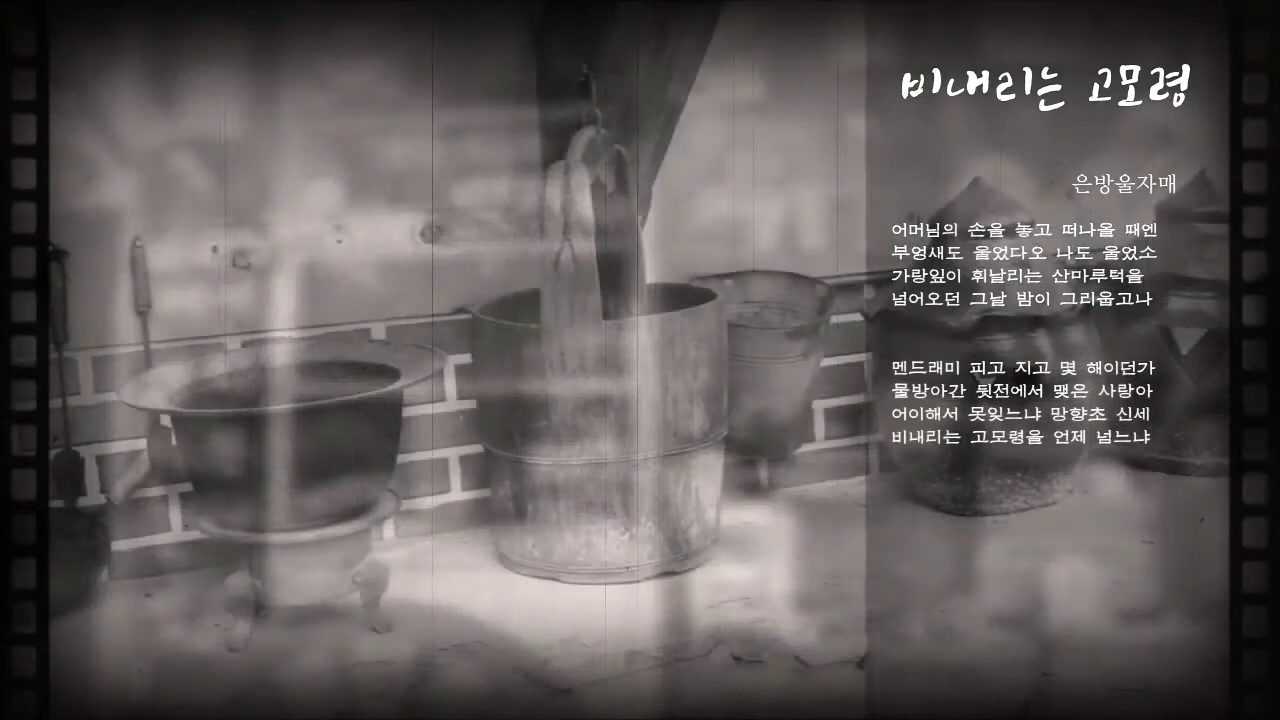 비내리는 고모령
은방울자매
어머님의 손을 놓고 떠나올 때엔
부엉새도 울었다오 나도 울었소
가랑잎이 휘날리는 산마루턱을
넘어오던 그날 밤이 그리웁고나
멘드래미 피고 지고 몇 해이던가
물방아간 뒷전에서 맺은 사랑아
어이해서 못잊느냐 망향초 신세
비내리는 고모령을 언제 넘느냐